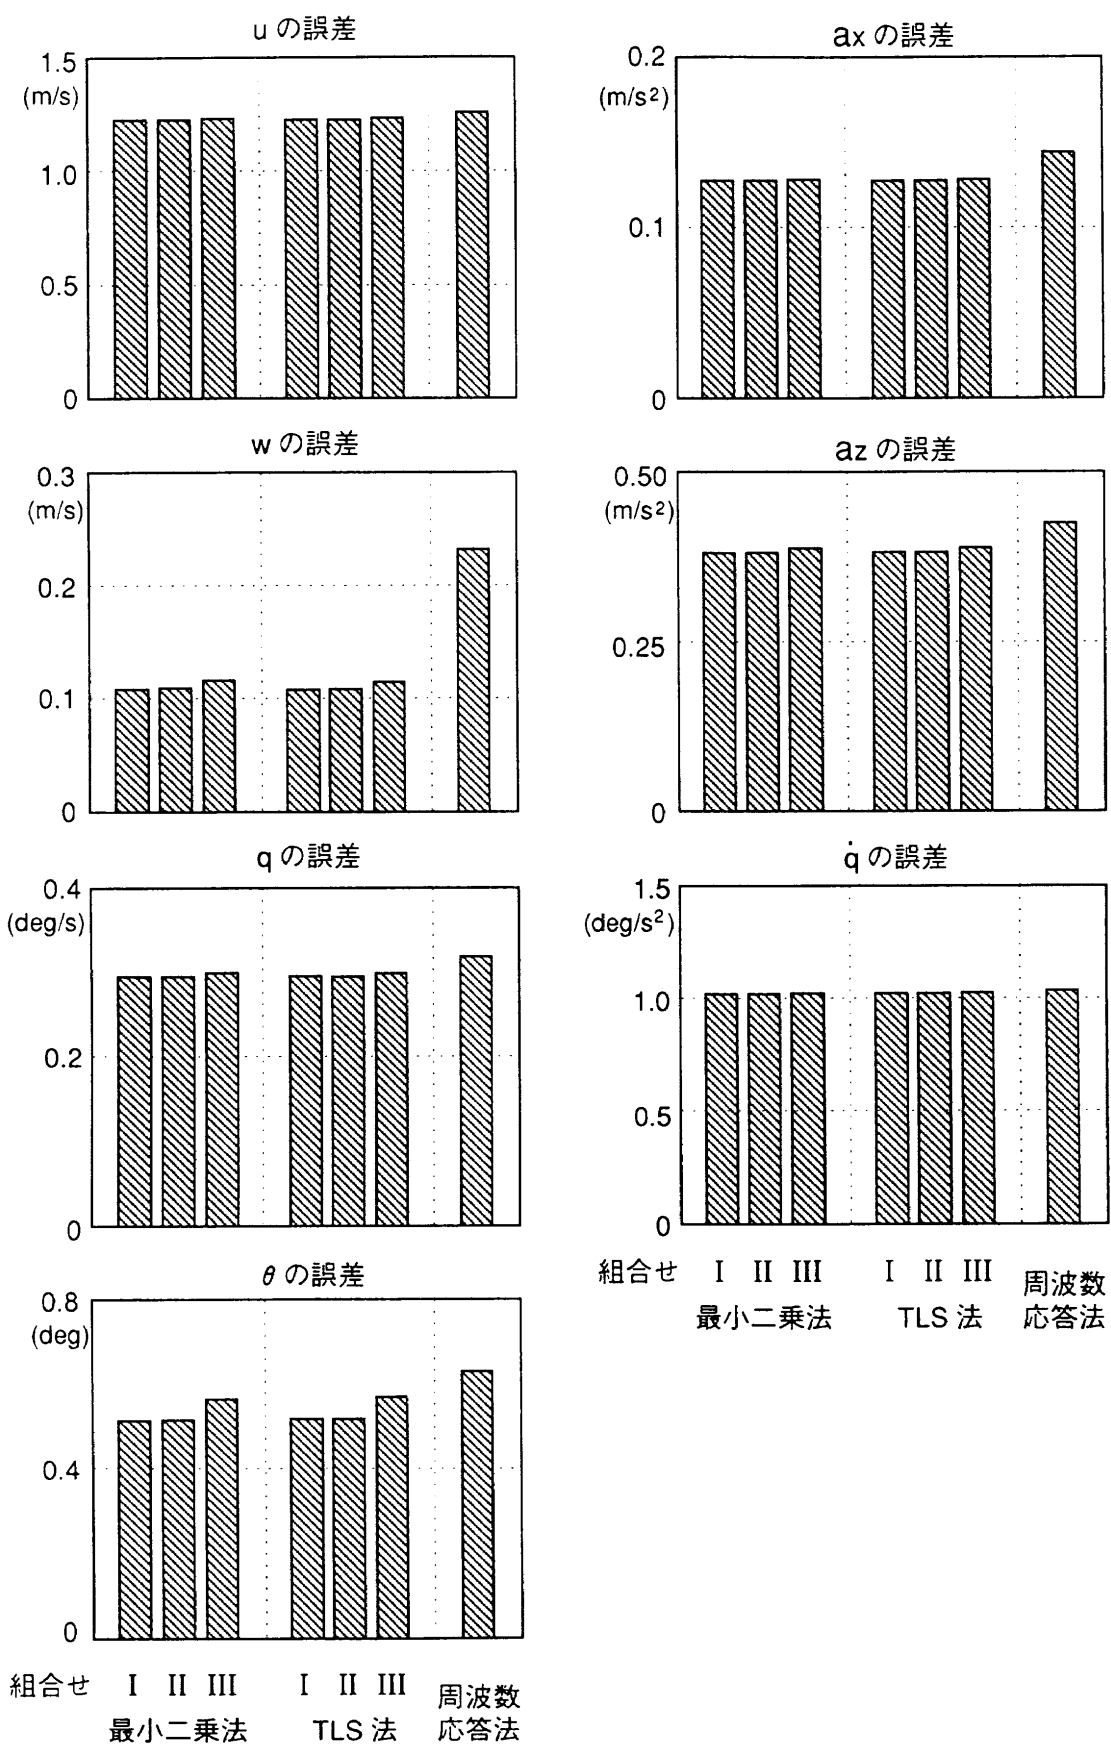 u の誤差
1.5
(m/s)
1.0
0.5
0
ax の誤差
0.2
(m/s²)
0.1
0
w の誤差
0.3
(m/s)
0.2
0.1
0
az の誤差
0.50
(m/s²)
0.25
0
q の誤差
0.4
(deg/s)
0.2
0
q̇ の誤差
1.5
(deg/s²)
1.0
0.5
0
組合せ I II III I II III 周波数
最小二乗法 TLS 法 応答法
θ の誤差
0.8
(deg)
0.4
0
組合せ I II III I II III 周波数
最小二乗法 TLS 法 応答法